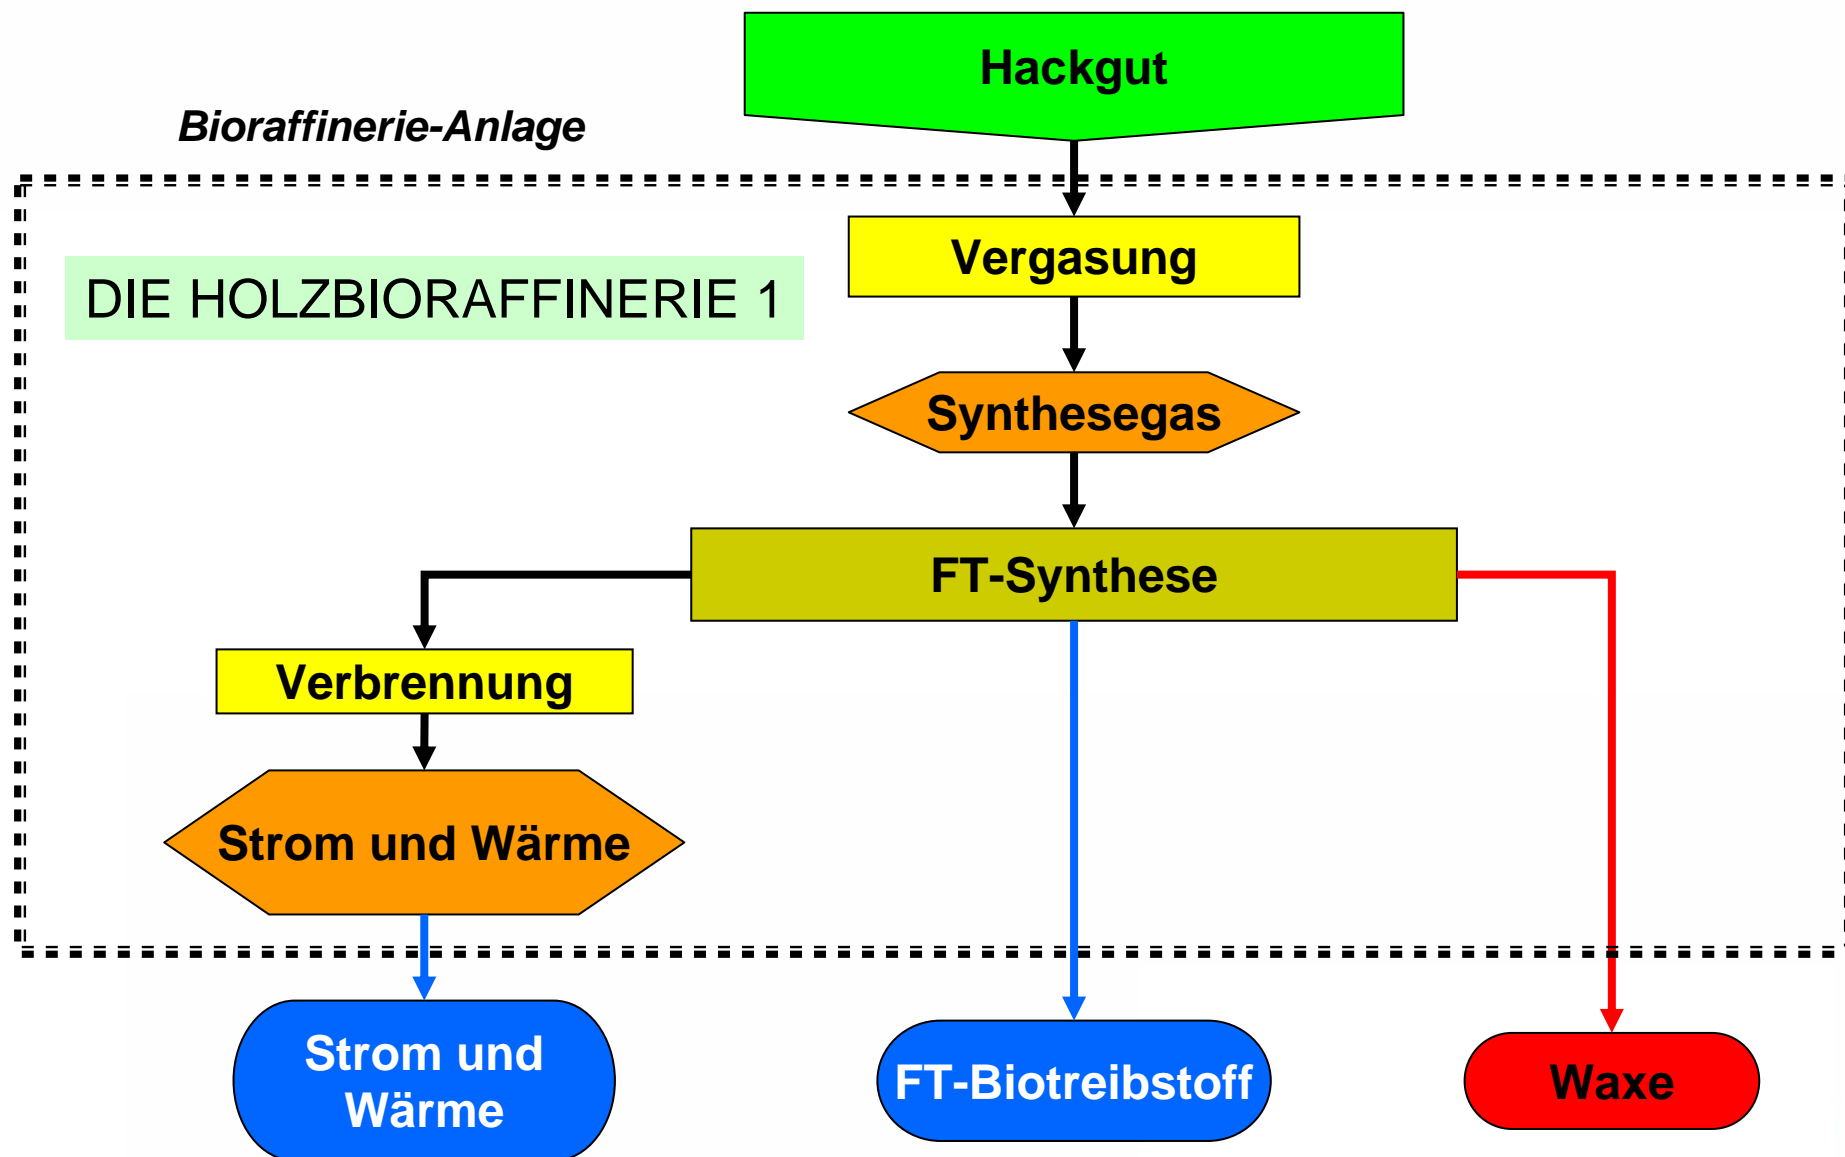 Hackgut
Bioraffinerie-Anlage
Vergasung
DIE HOLZBIORAFFINERIE 1
Synthesegas
FT-Synthese
Verbrennung
Strom und Wärme
Strom und
Wärme
FT-Biotreibstoff
Waxe